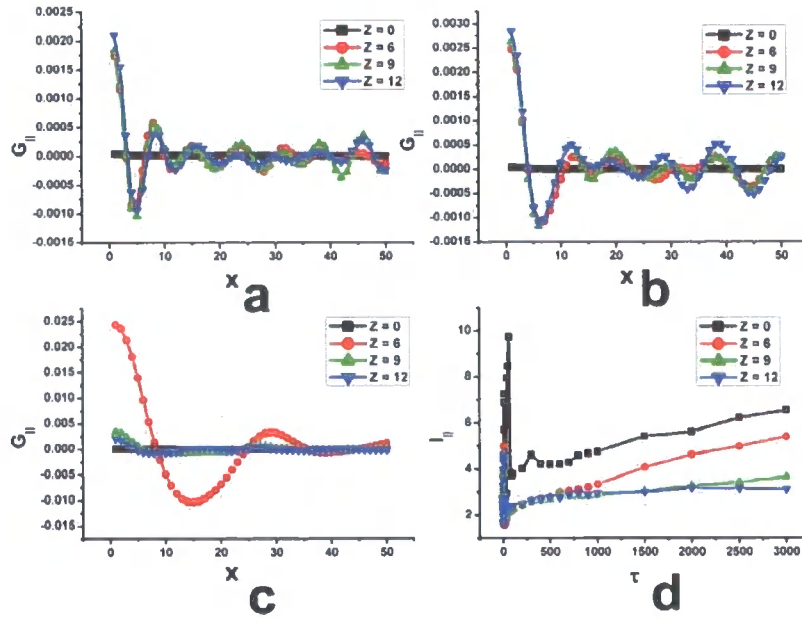 0.0025
0.0020
0.0015
0.0010
0.0005
0.0000
-0.0005
-0.0010
-0.0015
G||
0 10 20 30 40 50
X
Z = 0
Z = 6
Z = 9
Z = 12
a
0.0030
0.0025
0.0020
0.0015
0.0010
0.0005
0.0000
-0.0005
-0.0010
-0.0015
G||
0 10 20 30 40 50
X
Z = 0
Z = 6
Z = 9
Z = 12
b
0.025
0.020
0.015
0.010
0.005
0.000
-0.005
-0.010
-0.015
G||
0 10 20 30 40 50
X
Z = 0
Z = 6
Z = 9
Z = 12
c
10
8
6
4
2
I||
0 500 1000 1500 2000 2500 3000
τ
Z = 0
Z = 6
Z = 9
Z = 12
d